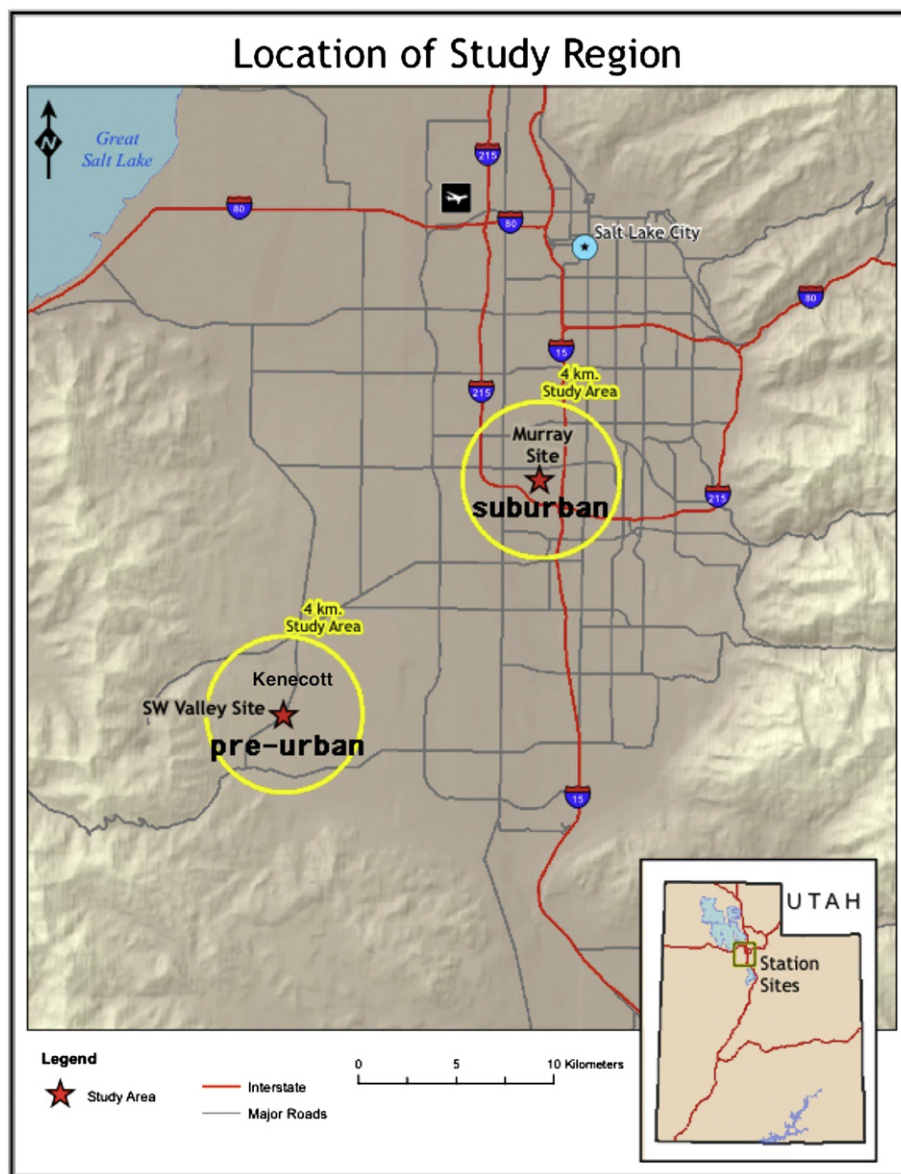 Location of Study Region
N
Great
Salt Lake
215
80
80
Salt Lake City
80
15
4 km.
Study Area
215
Murray
Site
215
suburban
4 km.
Study Area
Kenecott
SW Valley Site
pre-urban
15
UTAH
Station
Sites
Legend
Study Area
Interstate
Major Roads
0 5 10 Kilometers